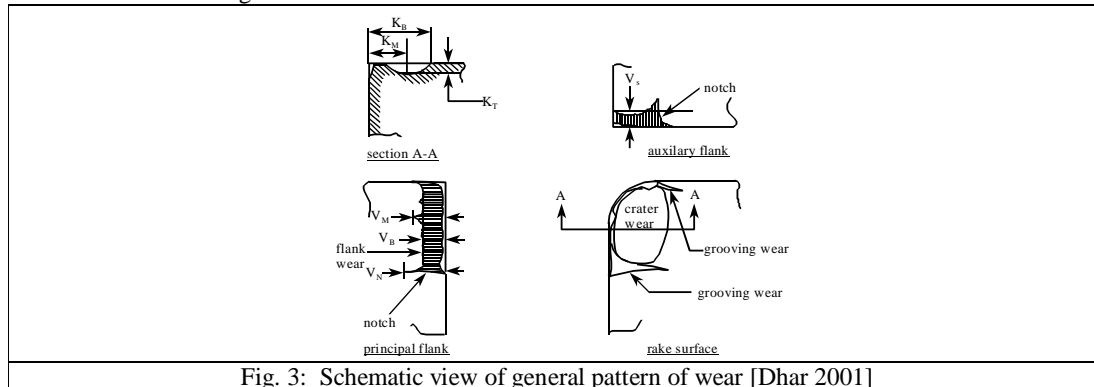 K_B
K_M
K_T
section A-A
V_s
notch
auxilary flank
V_M
V_B
flank
wear
V_N
notch
principal flank
A
A
crater
wear
grooving wear
grooving wear
rake surface
Fig. 3: Schematic view of general pattern of wear [Dhar 2001]